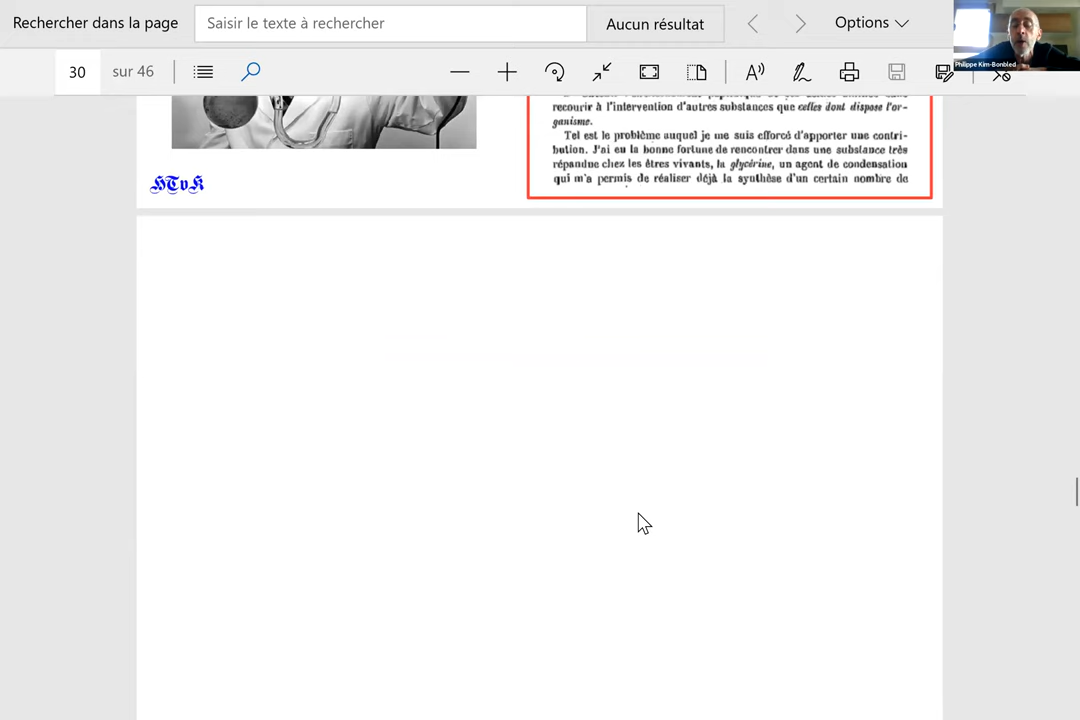 Rechercher dans la page
Saisir le texte à rechercher
Aucun résultat
Options
Philippe Kim-Bonbled
30 sur 46
recourir à l'intervention d'autres substances que celles dont dispose l'or-
ganisme.
Tel est le problème auquel je me suis efforcé d'apporter une contri-
bution. J'ai eu la bonne fortune de rencontrer dans une substance très
répandue chez les êtres vivants, la glycérine, un agent de condensation
qui m'a permis de réaliser déjà la synthèse d'un certain nombre de
HTvK